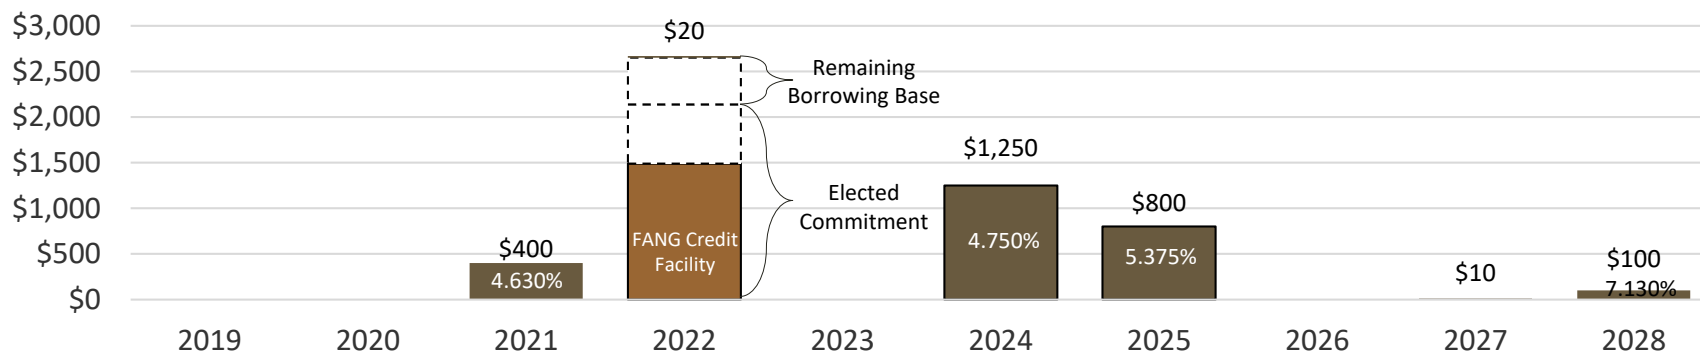 $3,000
$2,500
$2,000
$1,500
$1,000
$500
$0
$20
Remaining
Borrowing Base
Elected
Commitment
FANG Credit
Facility
$400
4.630%
$1,250
4.750%
$800
5.375%
$10
$100
7.130%
2019 2020 2021 2022 2023 2024 2025 2026 2027 2028